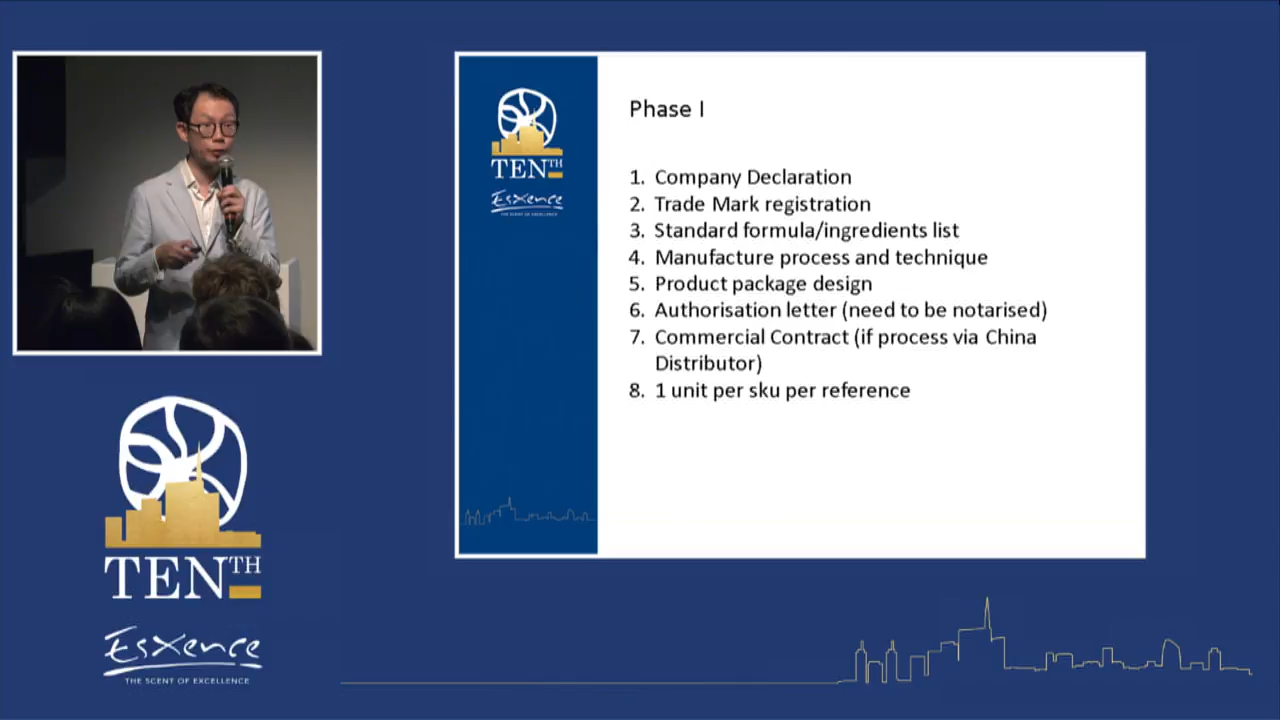 TENTH
Esxence
THE SCENT OF EXCELLENCE
Phase I
1. Company Declaration
2. Trade Mark registration
3. Standard formula/ingredients list
4. Manufacture process and technique
5. Product package design
6. Authorisation letter (need to be notarised)
7. Commercial Contract (if process via China
Distributor)
8. 1 unit per sku per reference
TENTH
Esxence
THE SCENT OF EXCELLENCE